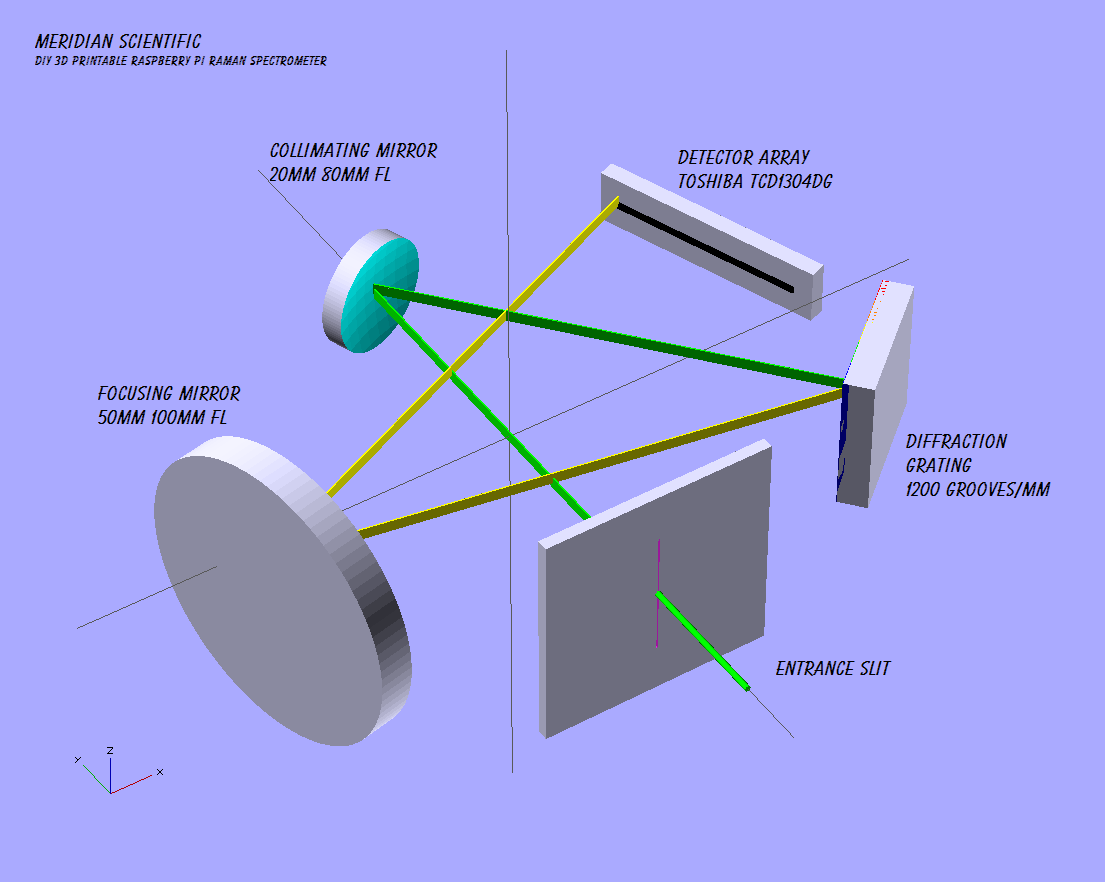 MERIDIAN SCIENTIFIC
DIY 3D PRINTABLE RASPBERRY PI RAMAN SPECTROMETER
COLLIMATING MIRROR
20MM 80MM FL
DETECTOR ARRAY
TOSHIBA TCD1304DG
FOCUSING MIRROR
50MM 100MM FL
DIFFRACTION
GRATING
1200 GROOVES/MM
ENTRANCE SLIT
Z
Y
X